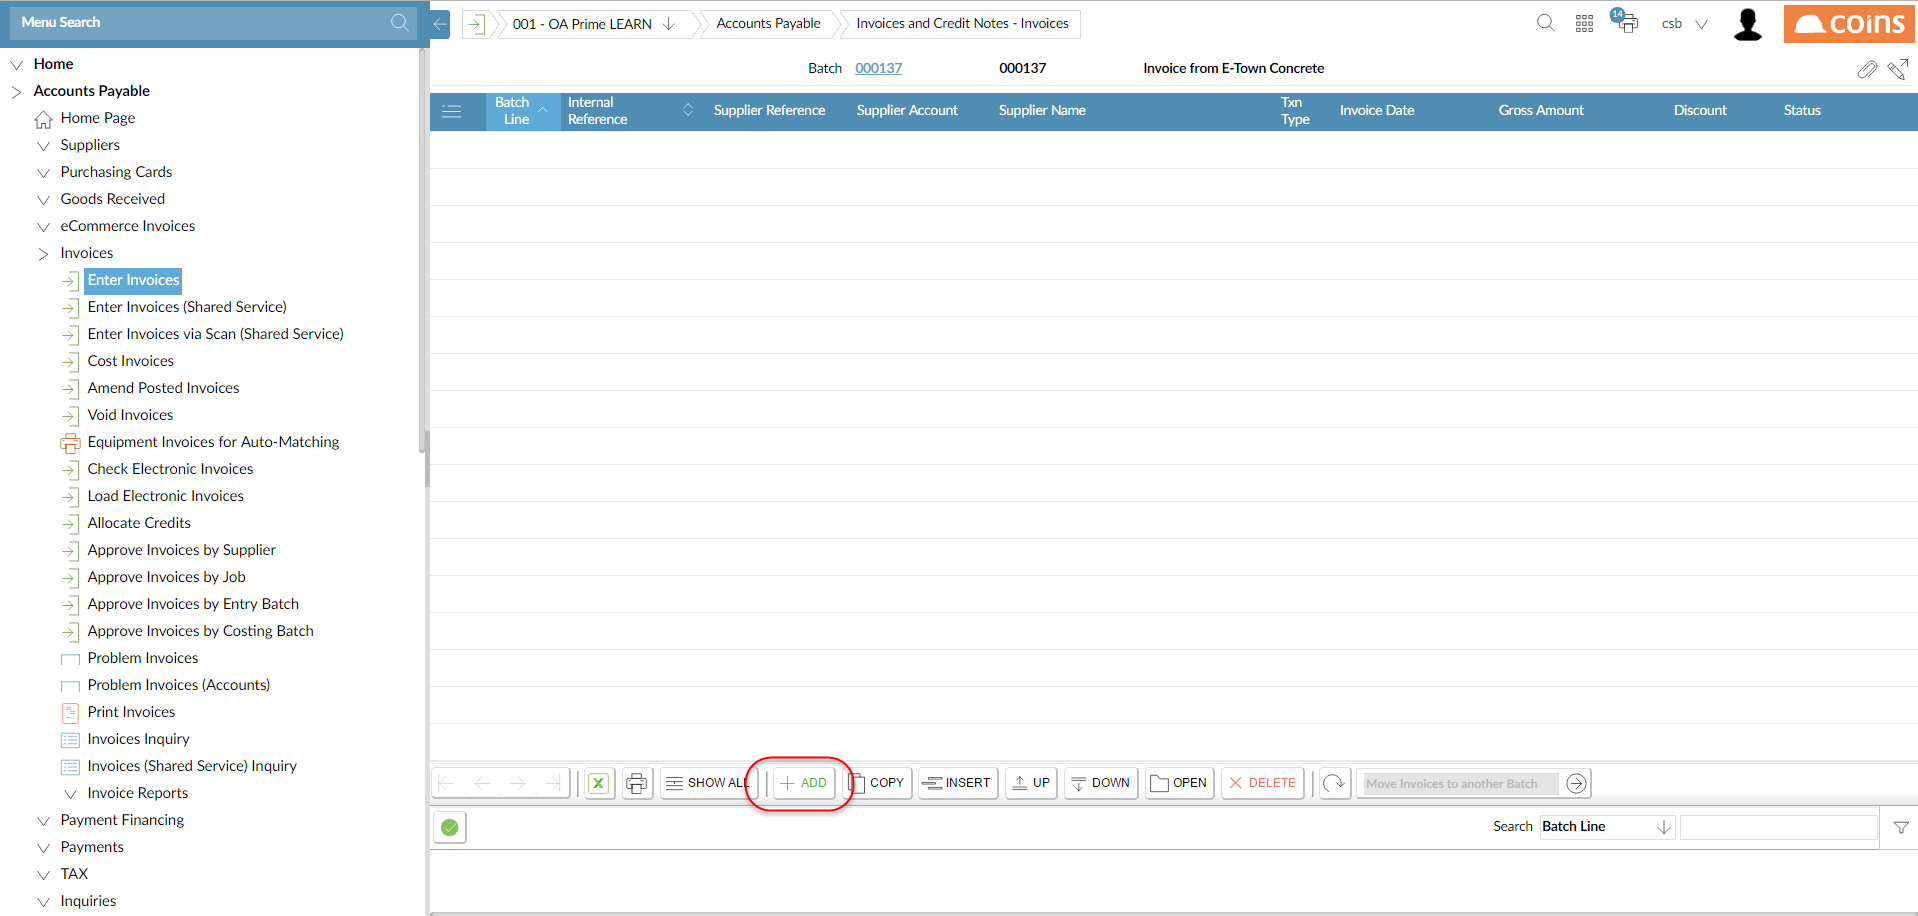 Menu Search
001 - OA Prime LEARN
Accounts Payable
Invoices and Credit Notes - Invoices
14
csb
coins
Home
Accounts Payable
Home Page
Suppliers
Purchasing Cards
Goods Received
eCommerce Invoices
Invoices
Enter Invoices
Enter Invoices (Shared Service)
Enter Invoices via Scan (Shared Service)
Cost Invoices
Amend Posted Invoices
Void Invoices
Equipment Invoices for Auto-Matching
Check Electronic Invoices
Load Electronic Invoices
Allocate Credits
Approve Invoices by Supplier
Approve Invoices by Job
Approve Invoices by Entry Batch
Approve Invoices by Costing Batch
Problem Invoices
Problem Invoices (Accounts)
Print Invoices
Invoices Inquiry
Invoices (Shared Service) Inquiry
Invoice Reports
Payment Financing
Payments
TAX
Inquiries
Batch 000137 000137 Invoice from E-Town Concrete
Batch Line
Internal Reference
Supplier Reference
Supplier Account
Supplier Name
Txn Type
Invoice Date
Gross Amount
Discount
Status
SHOW ALL
ADD
COPY
INSERT
UP
DOWN
OPEN
DELETE
Move Invoices to another Batch
Search Batch Line